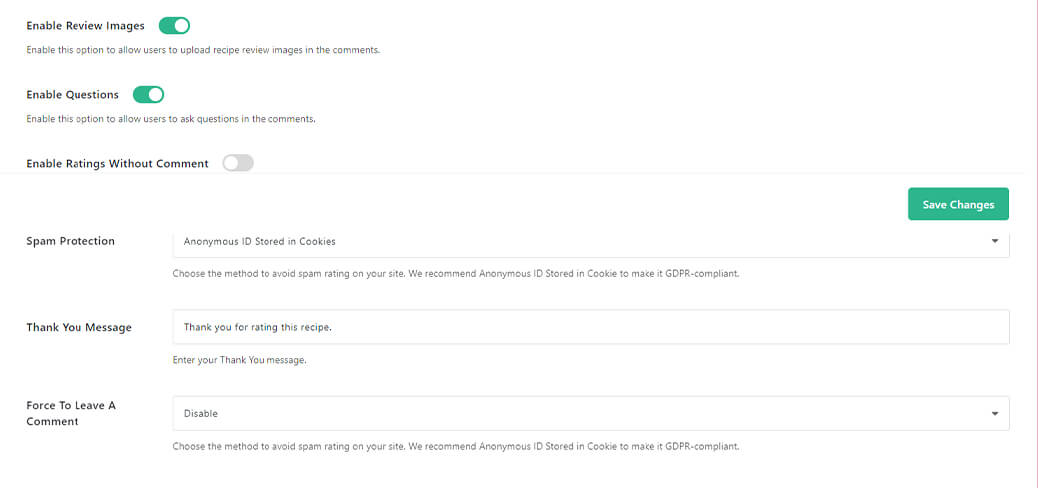 Enable Review Images
Enable this option to allow users to upload recipe review images in the comments.
Enable Questions
Enable this option to allow users to ask questions in the comments.
Enable Ratings Without Comment
Save Changes
Spam Protection
Anonymous ID Stored in Cookies
Choose the method to avoid spam rating on your site. We recommend Anonymous ID Stored in Cookie to make it GDPR-compliant.
Thank You Message
Thank you for rating this recipe.
Enter your Thank You message.
Force To Leave A
Comment
Disable
Choose the method to avoid spam rating on your site. We recommend Anonymous ID Stored in Cookie to make it GDPR-compliant.